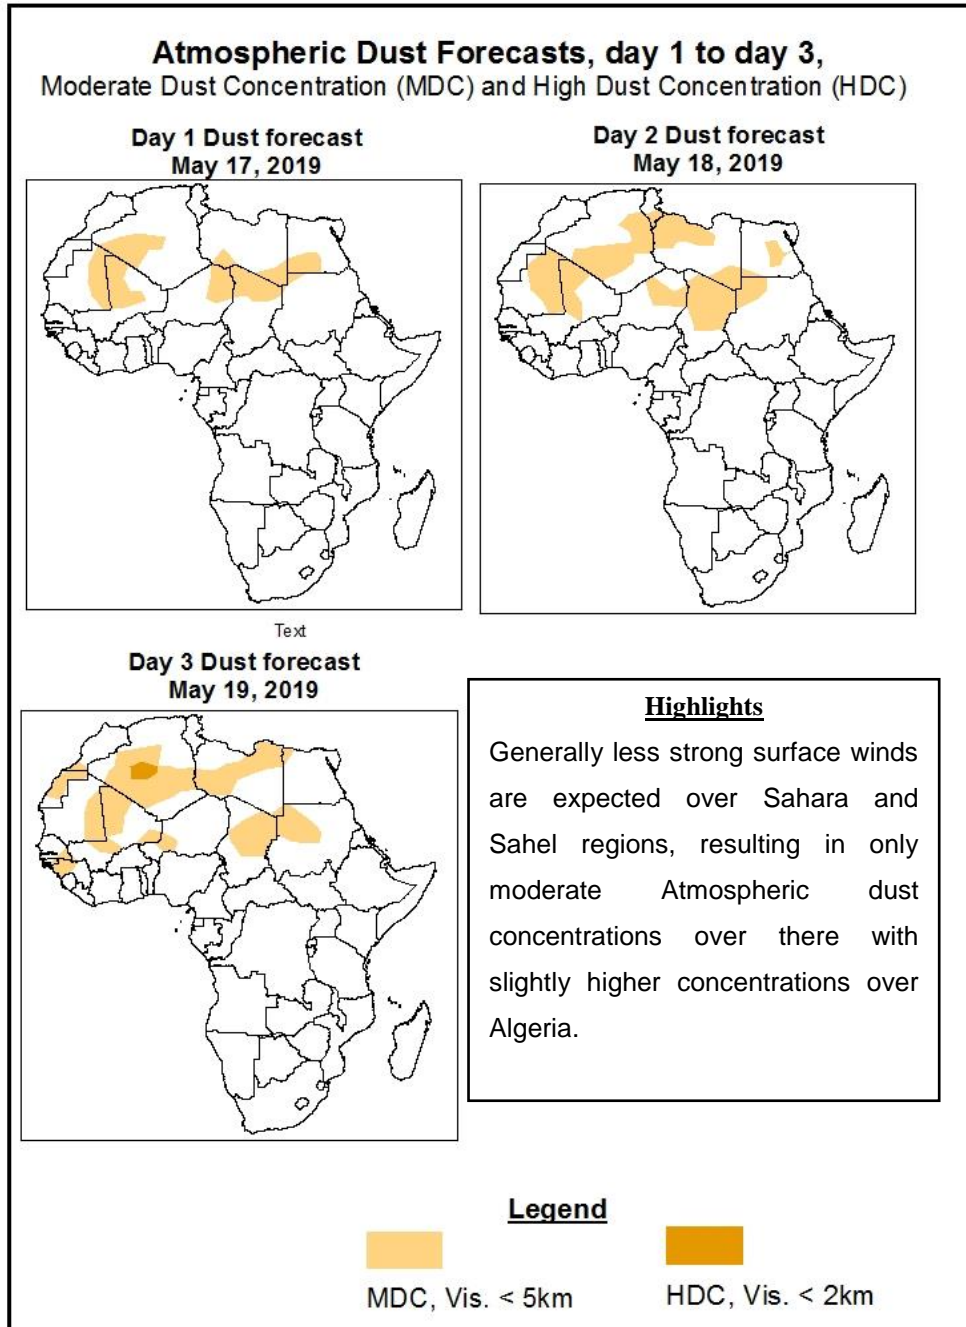 Atmospheric Dust Forecasts, day 1 to day 3,
Moderate Dust Concentration (MDC) and High Dust Concentration (HDC)
Day 1 Dust forecast
May 17, 2019
Day 2 Dust forecast
May 18, 2019
Text
Day 3 Dust forecast
May 19, 2019
Highlights
Generally less strong surface winds
are expected over Sahara and
Sahel regions, resulting in only
moderate Atmospheric dust
concentrations over there with
slightly higher concentrations over
Algeria.
Legend
MDC, Vis. < 5km
HDC, Vis. < 2km